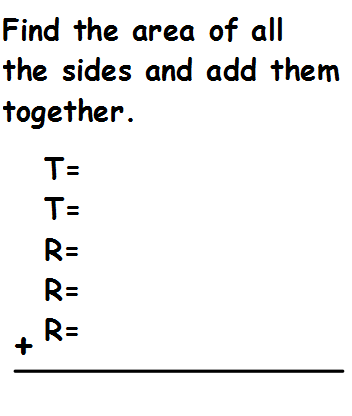 Find the area of all
the sides and add them
together.
T=
T=
R=
R=
+ R=